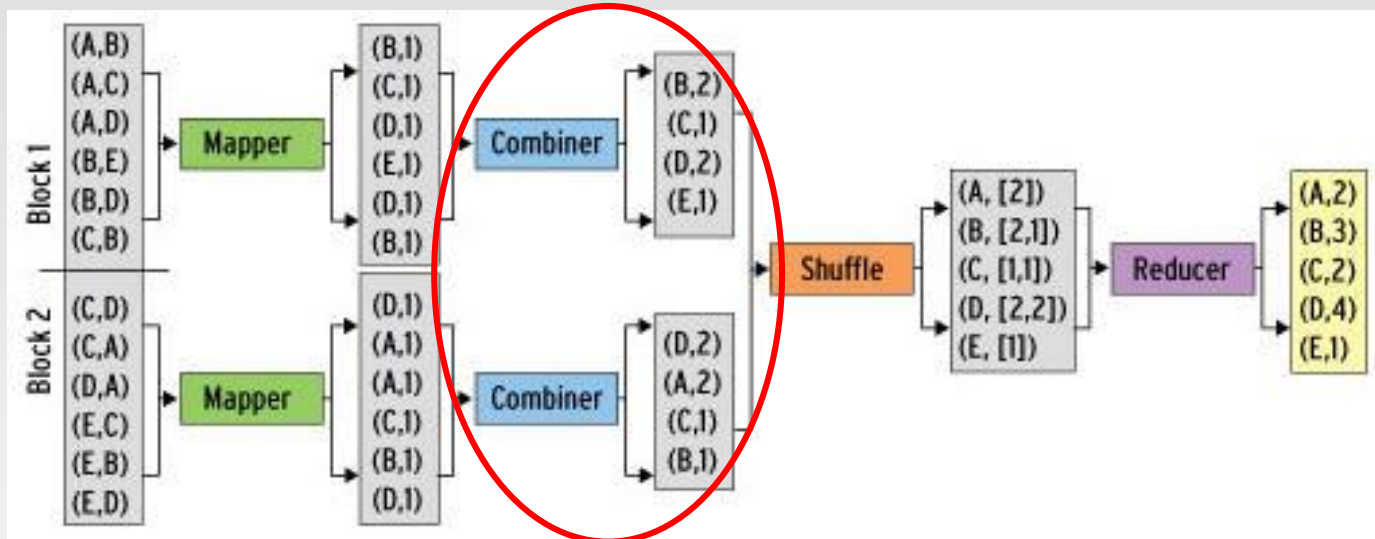 Block 1
(A,B)
(A,C)
(A,D)
(B,E)
(B,D)
(C,B)
Mapper
(B,1)
(C,1)
(D,1)
(E,1)
(D,1)
(B,1)
Combiner
(B,2)
(C,1)
(D,2)
(E,1)
Block 2
(C,D)
(C,A)
(D,A)
(E,C)
(E,B)
(E,D)
Mapper
(D,1)
(A,1)
(A,1)
(C,1)
(B,1)
(D,1)
Combiner
(D,2)
(A,2)
(C,1)
(B,1)
Shuffle
(A, [2])
(B, [2,1])
(C, [1,1])
(D, [2,2])
(E, [1])
Reducer
(A,2)
(B,3)
(C,2)
(D,4)
(E,1)